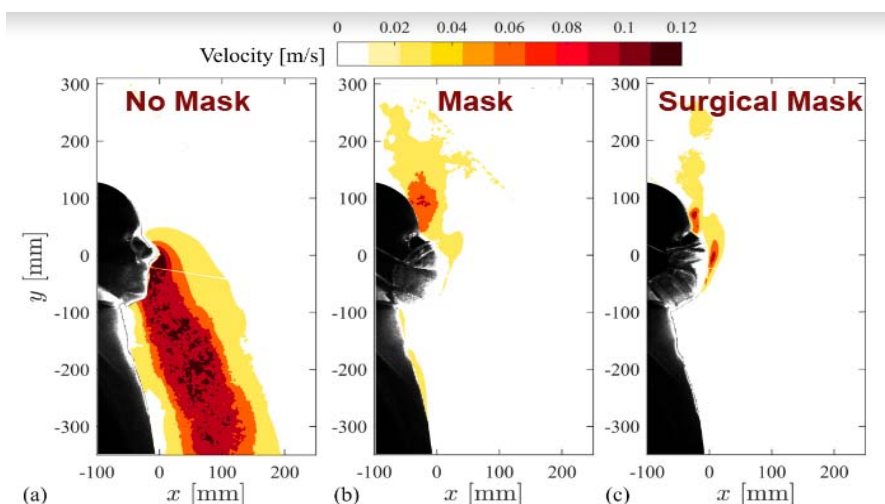 0 0.02 0.04 0.06 0.08 0.1 0.12
Velocity [m/s]
No Mask
Mask
Surgical Mask
300 300 300
200 200 200
100 100 100
0 0 0
y [mm]
-100 -100 -100
-200 -200 -200
-300 -300 -300
-100 0 100 200 -100 0 100 200 -100 0 100 200
(a) x [mm] (b) x [mm] (c) x [mm]